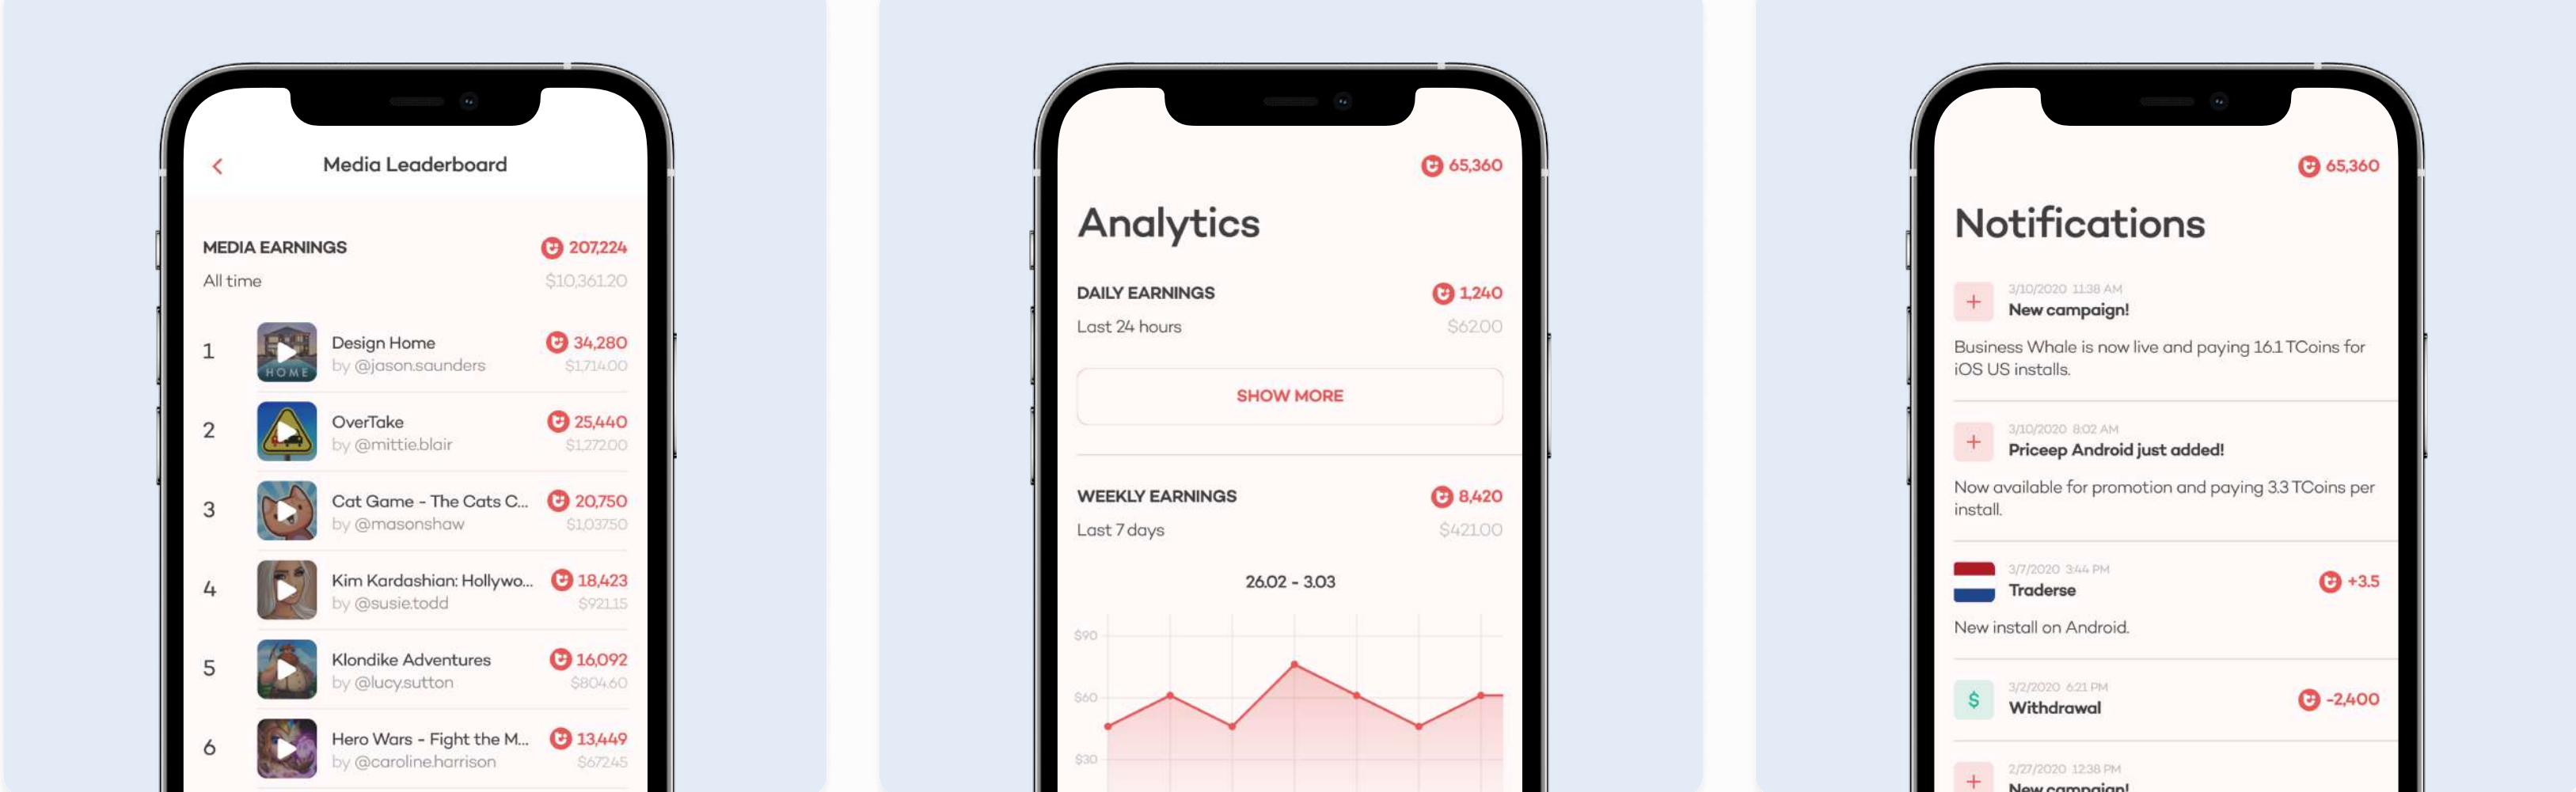 Media Leaderboard
MEDIA EARNINGS 207,224
All time $10,361.20
1 Design Home 34,280
by @jason.saunders $1,714.00
HOME
2 OverTake 25,440
by @mittie.blair $1,272.00
3 Cat Game - The Cats C... 20,750
by @masonshaw $1,037.50
4 Kim Kardashian: Hollywo... 18,423
by @susie.todd $921.15
5 Klondike Adventures 16,092
by @lucy.sutton $804.60
6 Hero Wars - Fight the M... 13,449
by @caroline.harrison $672.45
65,360
Analytics
DAILY EARNINGS 1,240
Last 24 hours $62.00
SHOW MORE
WEEKLY EARNINGS 8,420
Last 7 days $421.00
26.02 - 3.03
$90
$60
$30
65,360
Notifications
3/10/2020 11:38 AM
New campaign!
Business Whale is now live and paying 16.1 TCoins for
iOS US installs.
3/10/2020 8:02 AM
Priceep Android just added!
Now available for promotion and paying 3.3 TCoins per
install.
3/7/2020 3:44 PM
Traderse +3.5
New install on Android.
3/2/2020 6:21 PM
Withdrawal -2,400
2/27/2020 12:38 PM
New campaign!